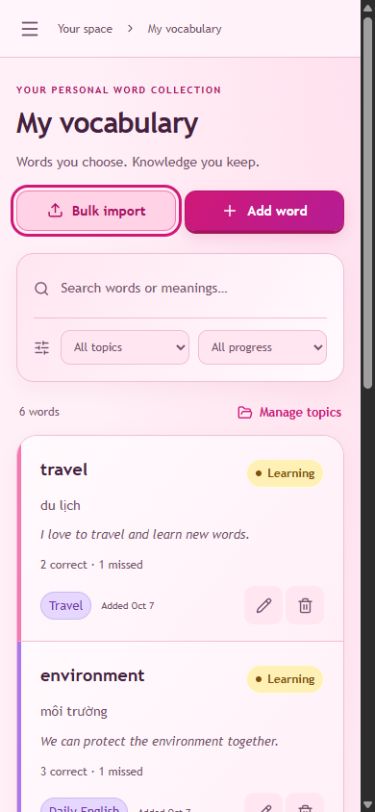 Your space > My vocabulary
YOUR PERSONAL WORD COLLECTION
My vocabulary
Words you choose. Knowledge you keep.
Bulk import
Add word
Search words or meanings...
All topics
All progress
6 words
Manage topics
travel
Learning
du lịch
I love to travel and learn new words.
2 correct · 1 missed
Travel
Added Oct 7
environment
Learning
môi trường
We can protect the environment together.
3 correct · 1 missed
Daily English
Added Oct 7